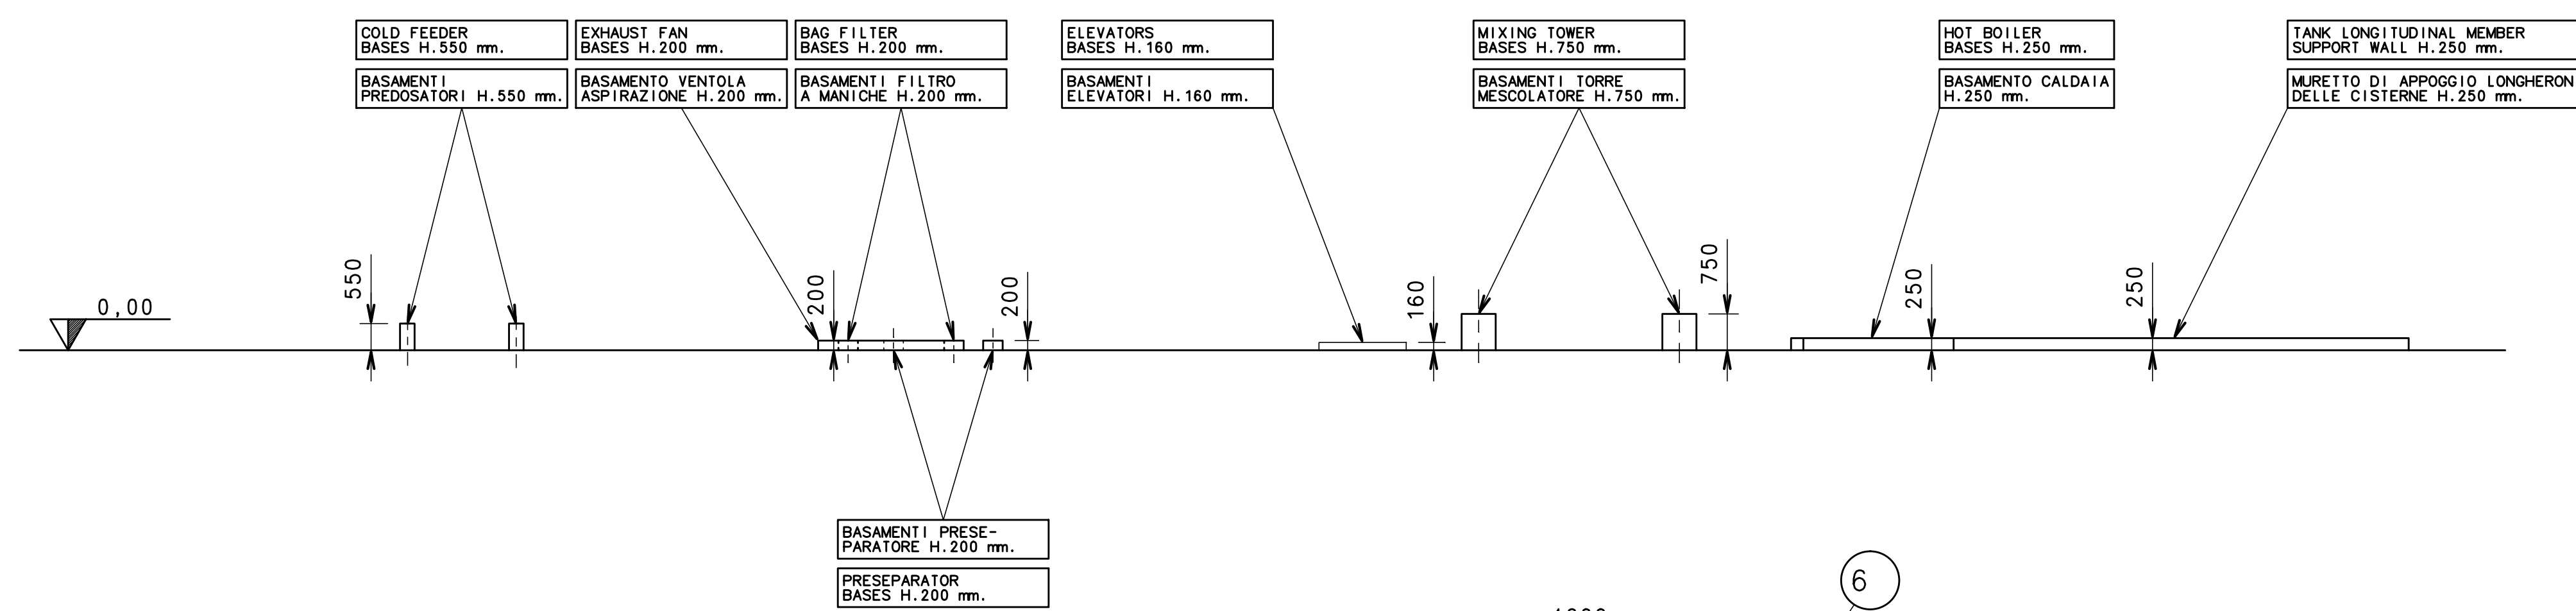 COLD FEEDER
BASES H.550 mm.
EXHAUST FAN
BASES H.200 mm.
BAG FILTER
BASES H.200 mm.
ELEVATORS
BASES H.160 mm.
MIXING TOWER
BASES H.750 mm.
HOT BOILER
BASES H.250 mm.
TANK LONGITUDINAL MEMBER
SUPPORT WALL H.250 mm.
BASAMENTI
PREDOSATORI H.550 mm.
BASAMENTO VENTOLA
ASPIRAZIONE H.200 mm.
BASAMENTI FILTRO
A MANICHE H.200 mm.
BASAMENTI
ELEVATORI H.160 mm.
BASAMENTI TORRE
MESCOLATORE H.750 mm.
BASAMENTO CALDAIA
H.250 mm.
MURETTO DI APPOGGIO LONGHERON
DELLE CISTERNE H.250 mm.
0,00
550
200
200
160
750
250
250
BASAMENTI PRESE-
PARATORE H.200 mm.
PRESEPARATOR
BASES H.200 mm.
6